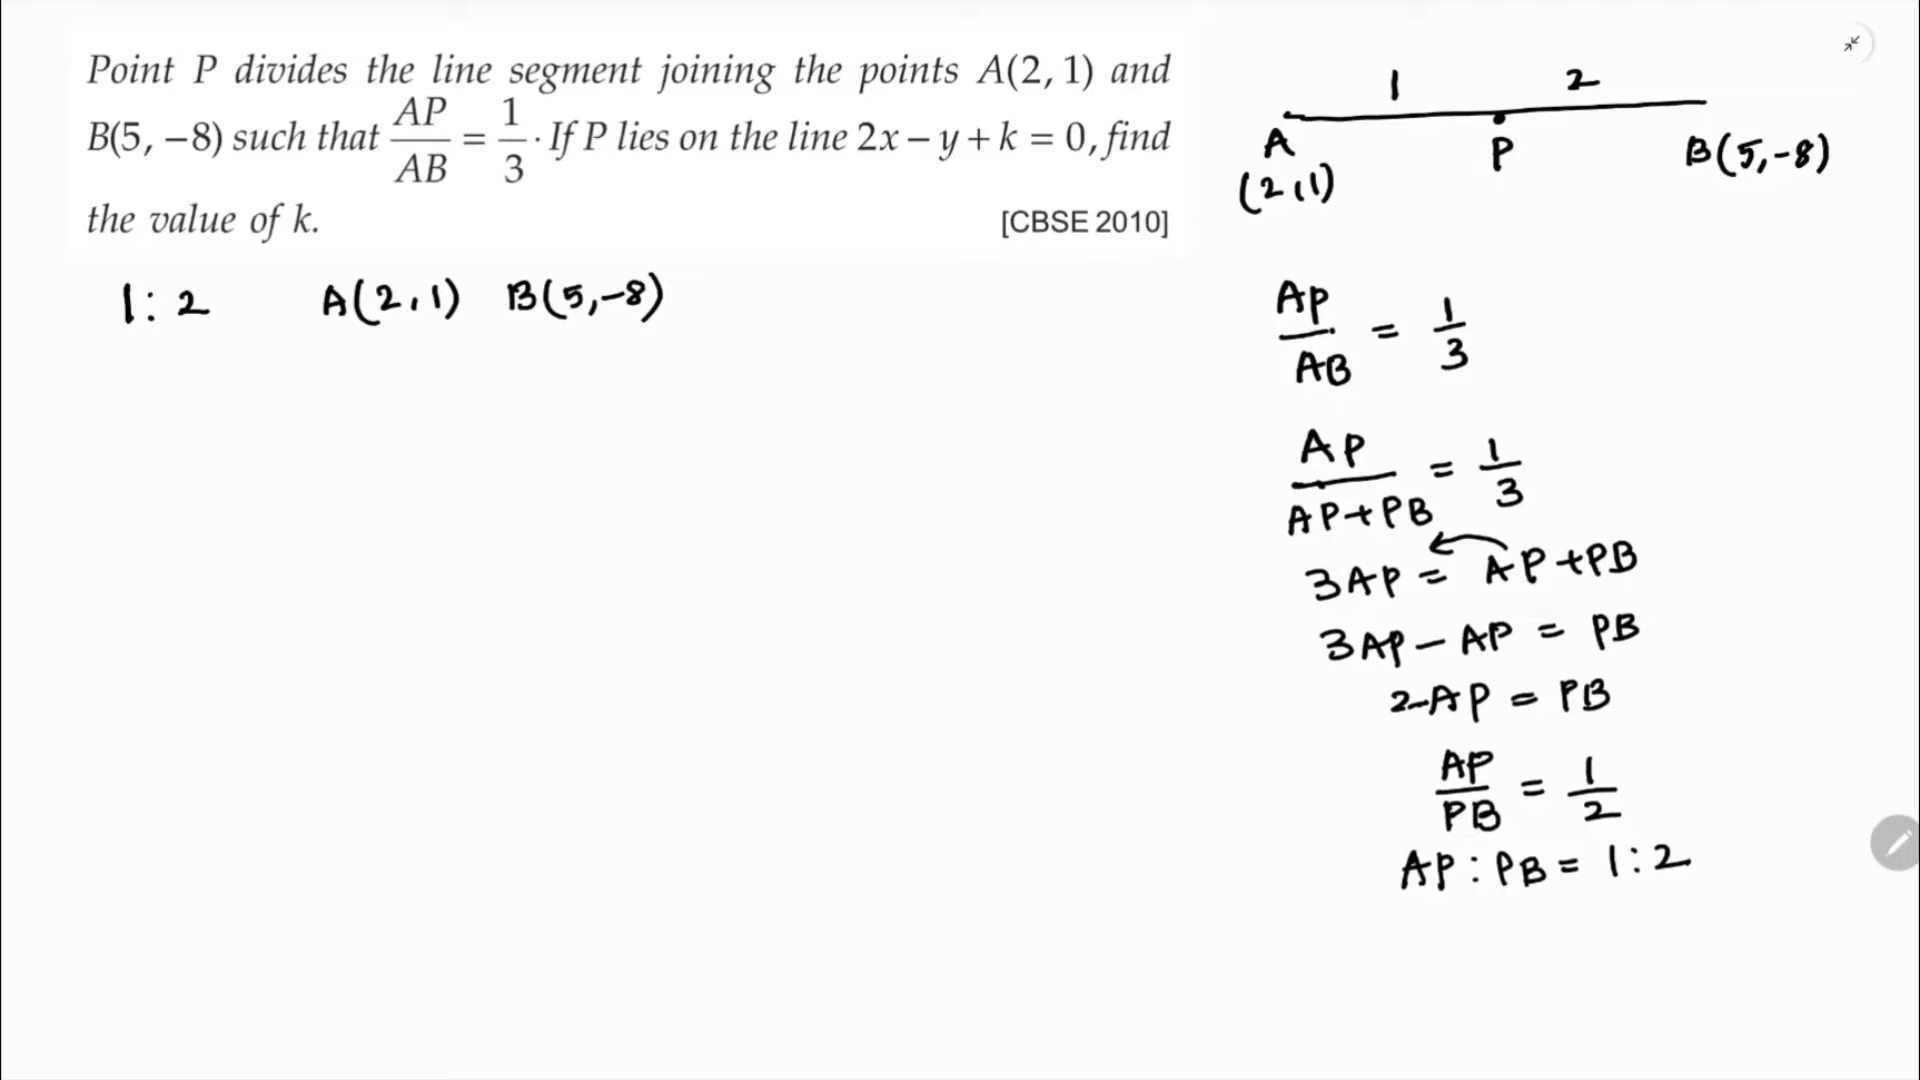 Point P divides the line segment joining the points A(2, 1) and
B(5, −8) such that AP/AB = 1/3 · If P lies on the line 2x − y + k = 0, find
the value of k. [CBSE 2010]
1 2
A P B(5,-8)
(2,1)
1 : 2 A(2,1) B(5,-8)
AP/AB = 1/3
AP/AP+PB = 1/3
3AP = AP+PB
3AP - AP = PB
2AP = PB
AP/PB = 1/2
AP : PB = 1 : 2